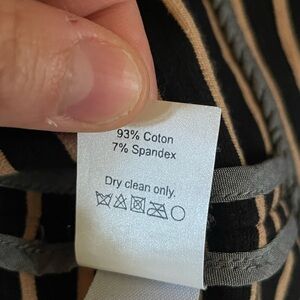 93% Coton
7% Spandex
Dry clean only.